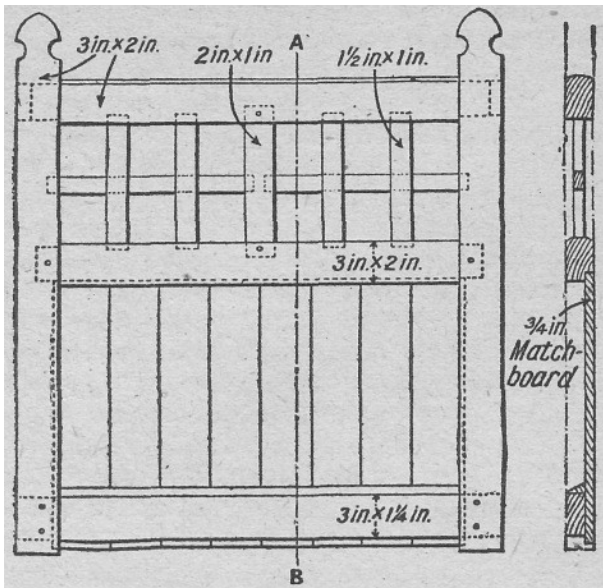 A
3in.×2in.
2in×1in
1½in×1in.
3in.×2in.
¾in.
Match-
board
3in.×1¼in.
B